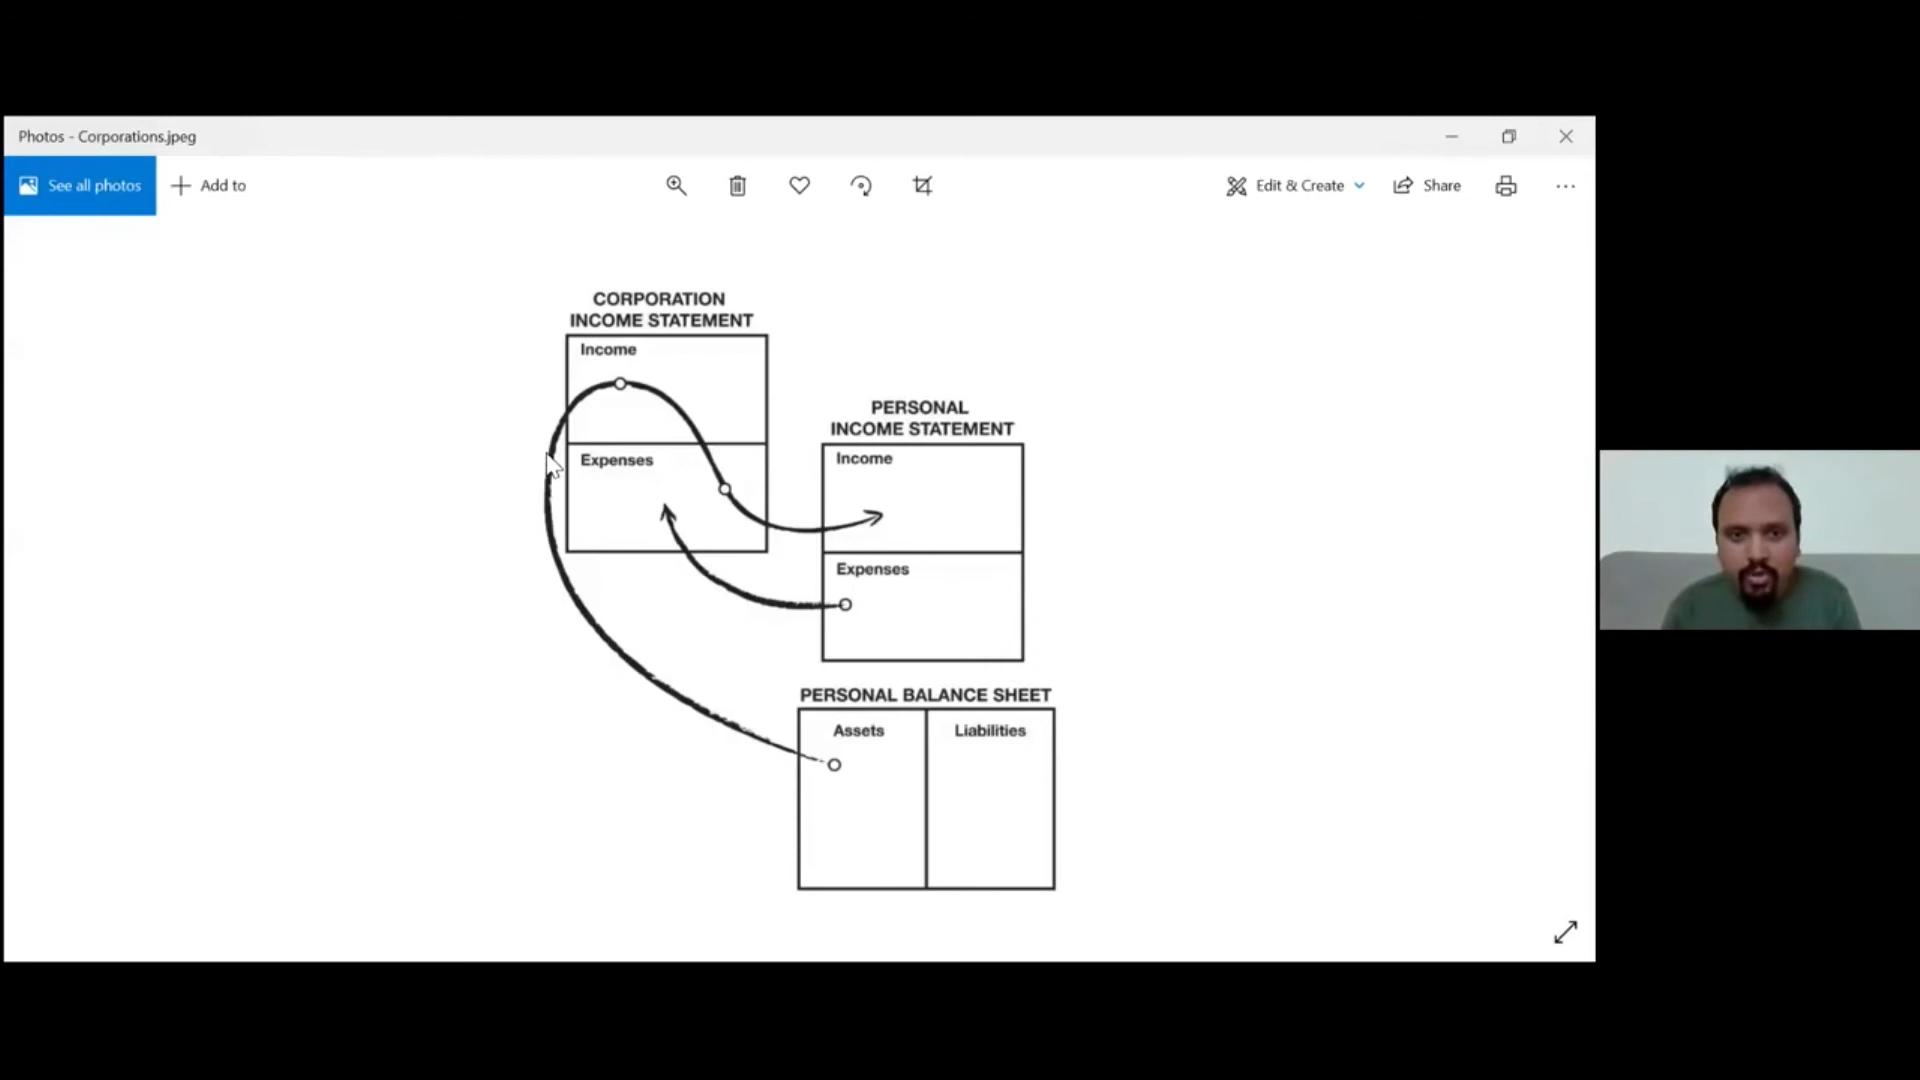 Photos - Corporations.jpeg
See all photos
Add to
Edit & Create
Share
CORPORATION
INCOME STATEMENT
Income
Expenses
PERSONAL
INCOME STATEMENT
Income
Expenses
PERSONAL BALANCE SHEET
Assets
Liabilities